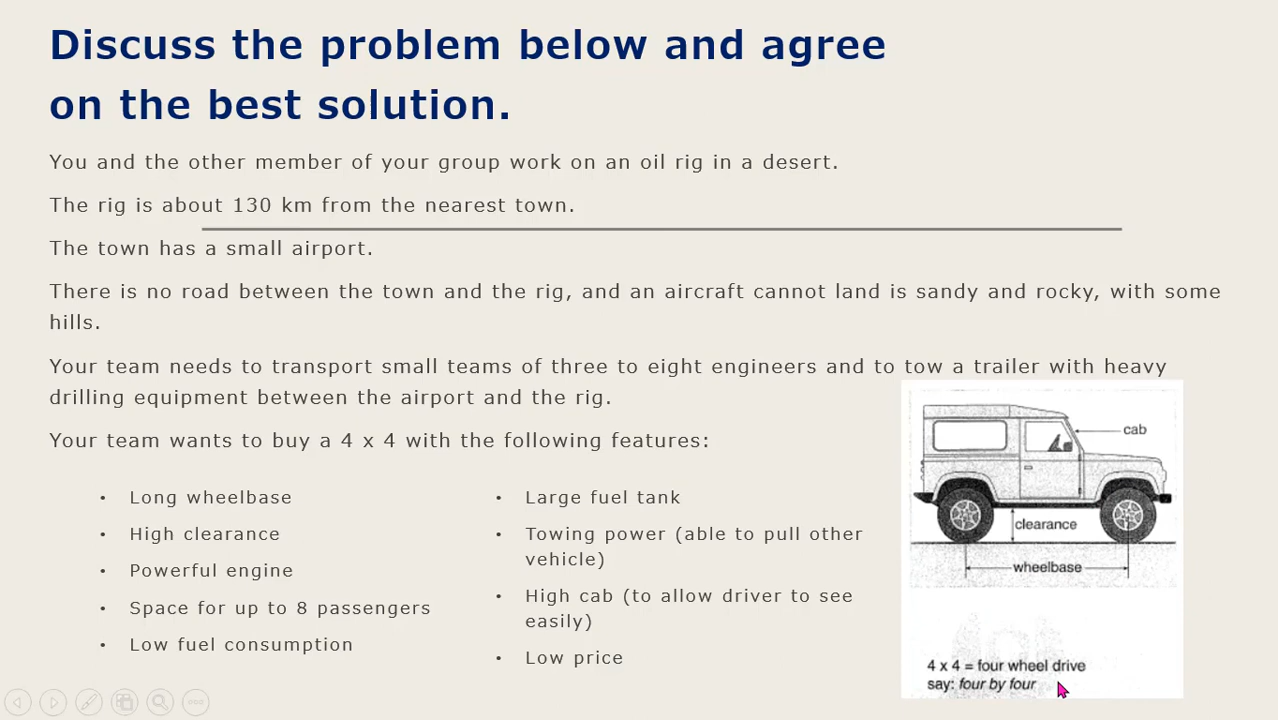 Discuss the problem below and agree
on the best solution.
You and the other member of your group work on an oil rig in a desert.
The rig is about 130 km from the nearest town.
The town has a small airport.
There is no road between the town and the rig, and an aircraft cannot land is sandy and rocky, with some
hills.
Your team needs to transport small teams of three to eight engineers and to tow a trailer with heavy
drilling equipment between the airport and the rig.
Your team wants to buy a 4 x 4 with the following features:
• Long wheelbase
• High clearance
• Powerful engine
• Space for up to 8 passengers
• Low fuel consumption
• Large fuel tank
• Towing power (able to pull other
vehicle)
• High cab (to allow driver to see
easily)
• Low price
cab
clearance
wheelbase
4 x 4 = four wheel drive
say: four by four